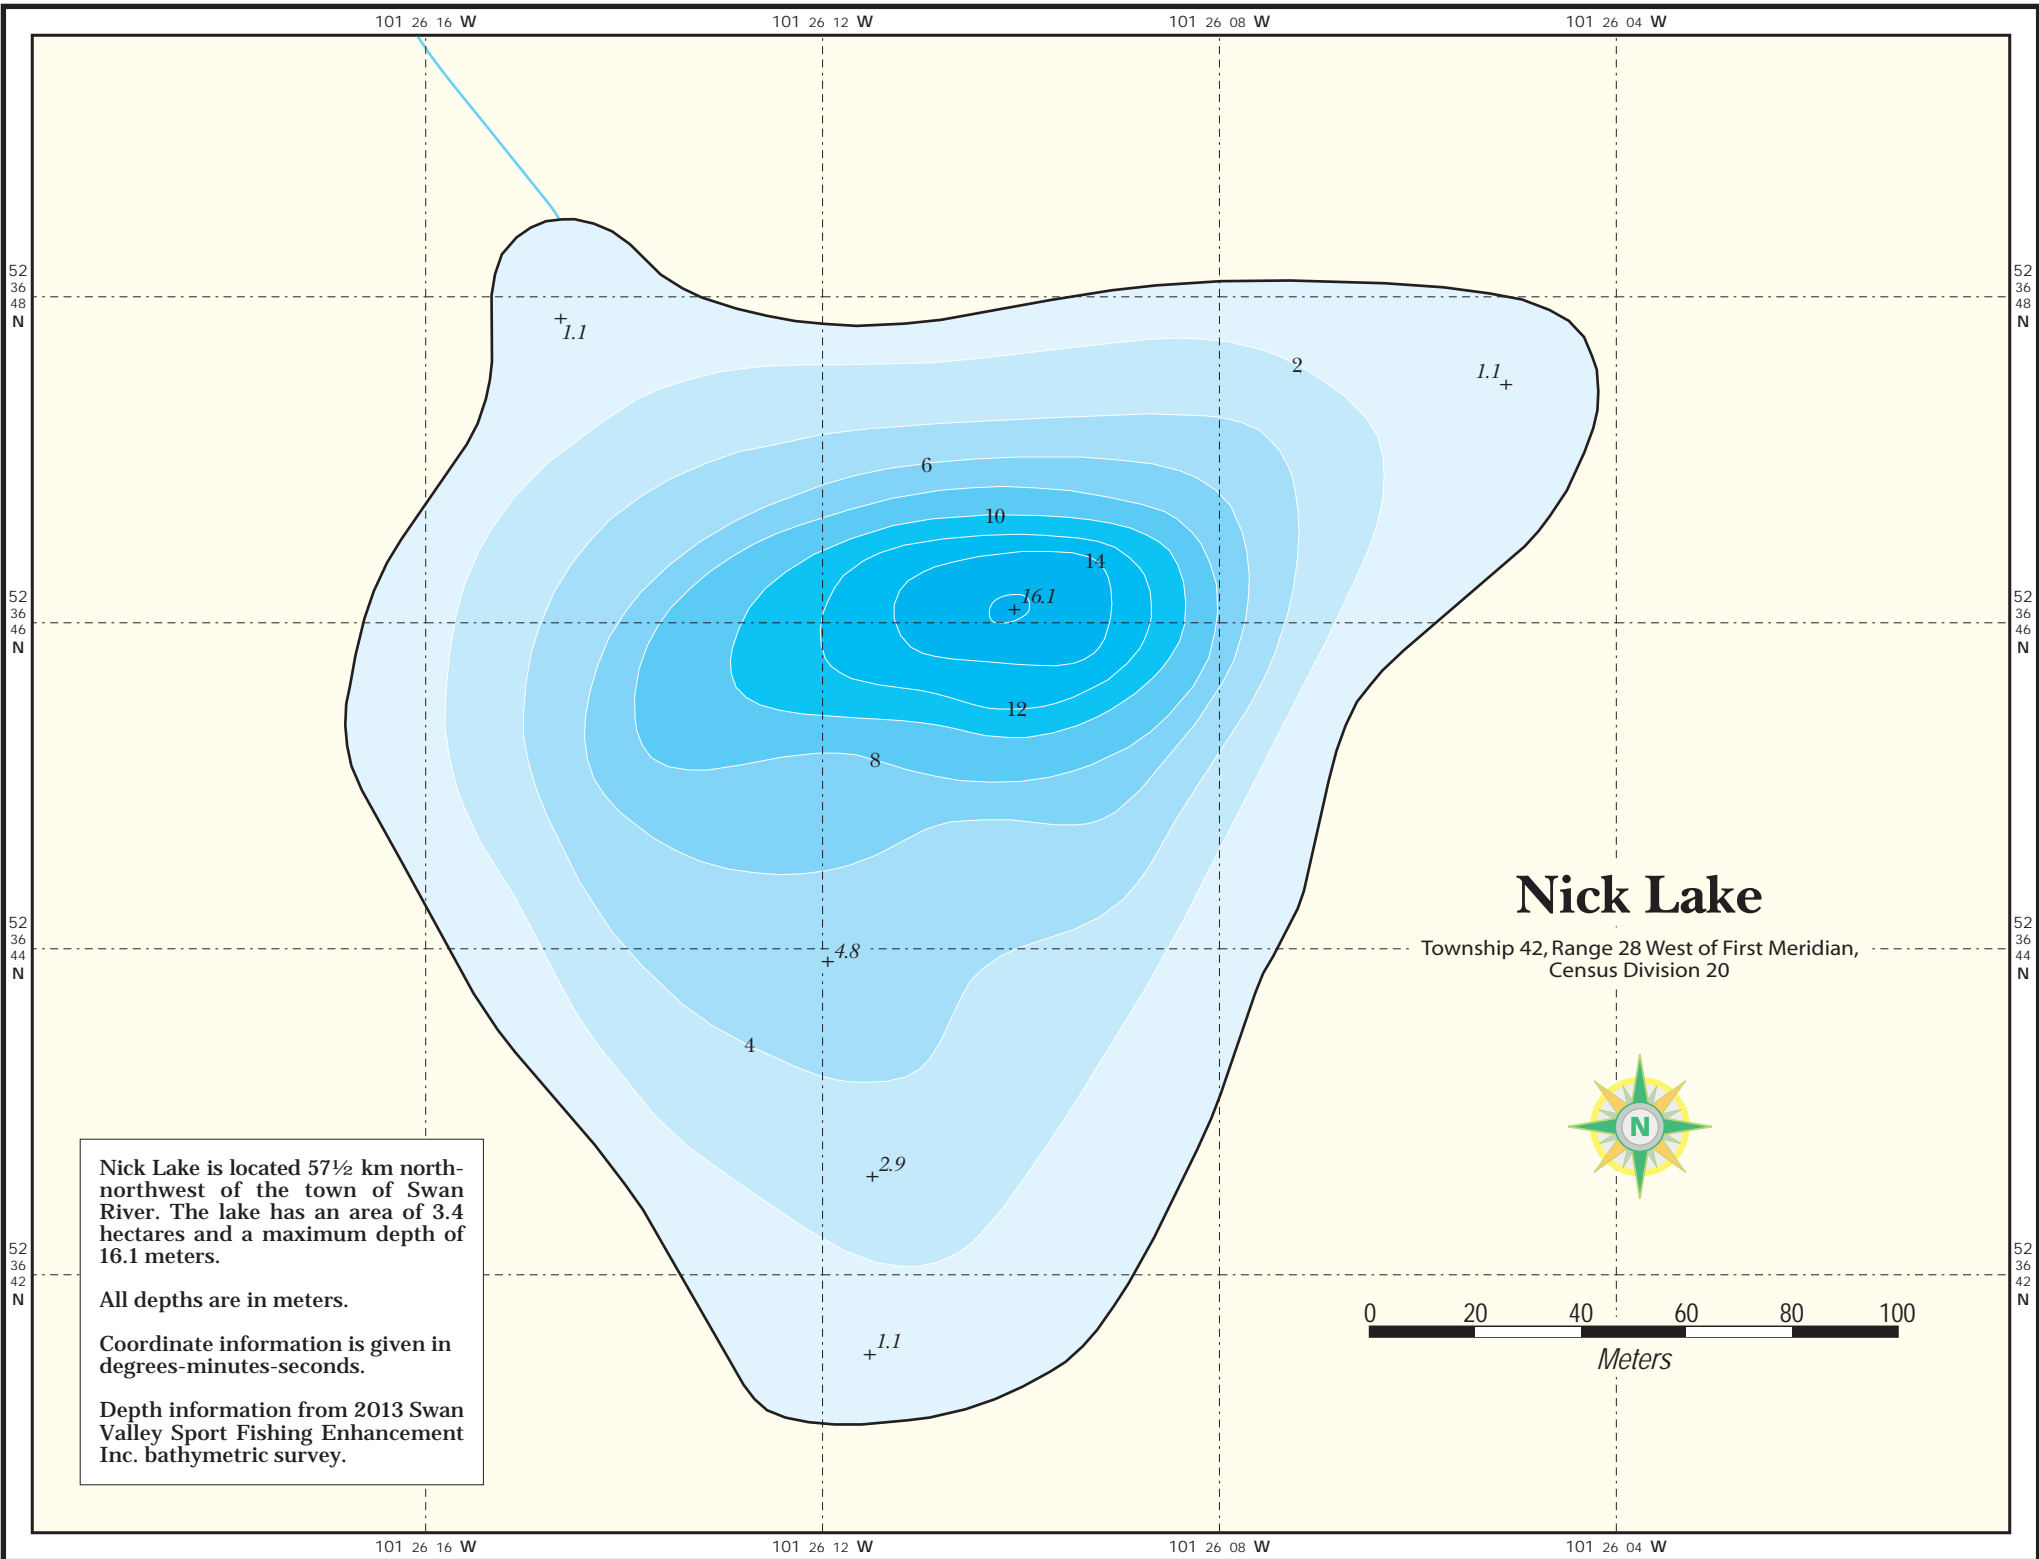 101 26 16 W
101 26 12 W
101 26 08 W
101 26 04 W
52
36
48
N
52
36
48
N
1.1
2
1.1
6
10
14
16.1
52
36
46
N
52
36
46
N
12
8
Nick Lake
Township 42, Range 28 West of First Meridian,
Census Division 20
52
36
44
N
52
36
44
N
4.8
4
N
2.9
Nick Lake is located 57½ km north-
northwest of the town of Swan
River. The lake has an area of 3.4
hectares and a maximum depth of
16.1 meters.
All depths are in meters.
Coordinate information is given in
degrees-minutes-seconds.
Depth information from 2013 Swan
Valley Sport Fishing Enhancement
Inc. bathymetric survey.
52
36
42
N
52
36
42
N
0 20 40 60 80 100
Meters
1.1
101 26 16 W
101 26 12 W
101 26 08 W
101 26 04 W